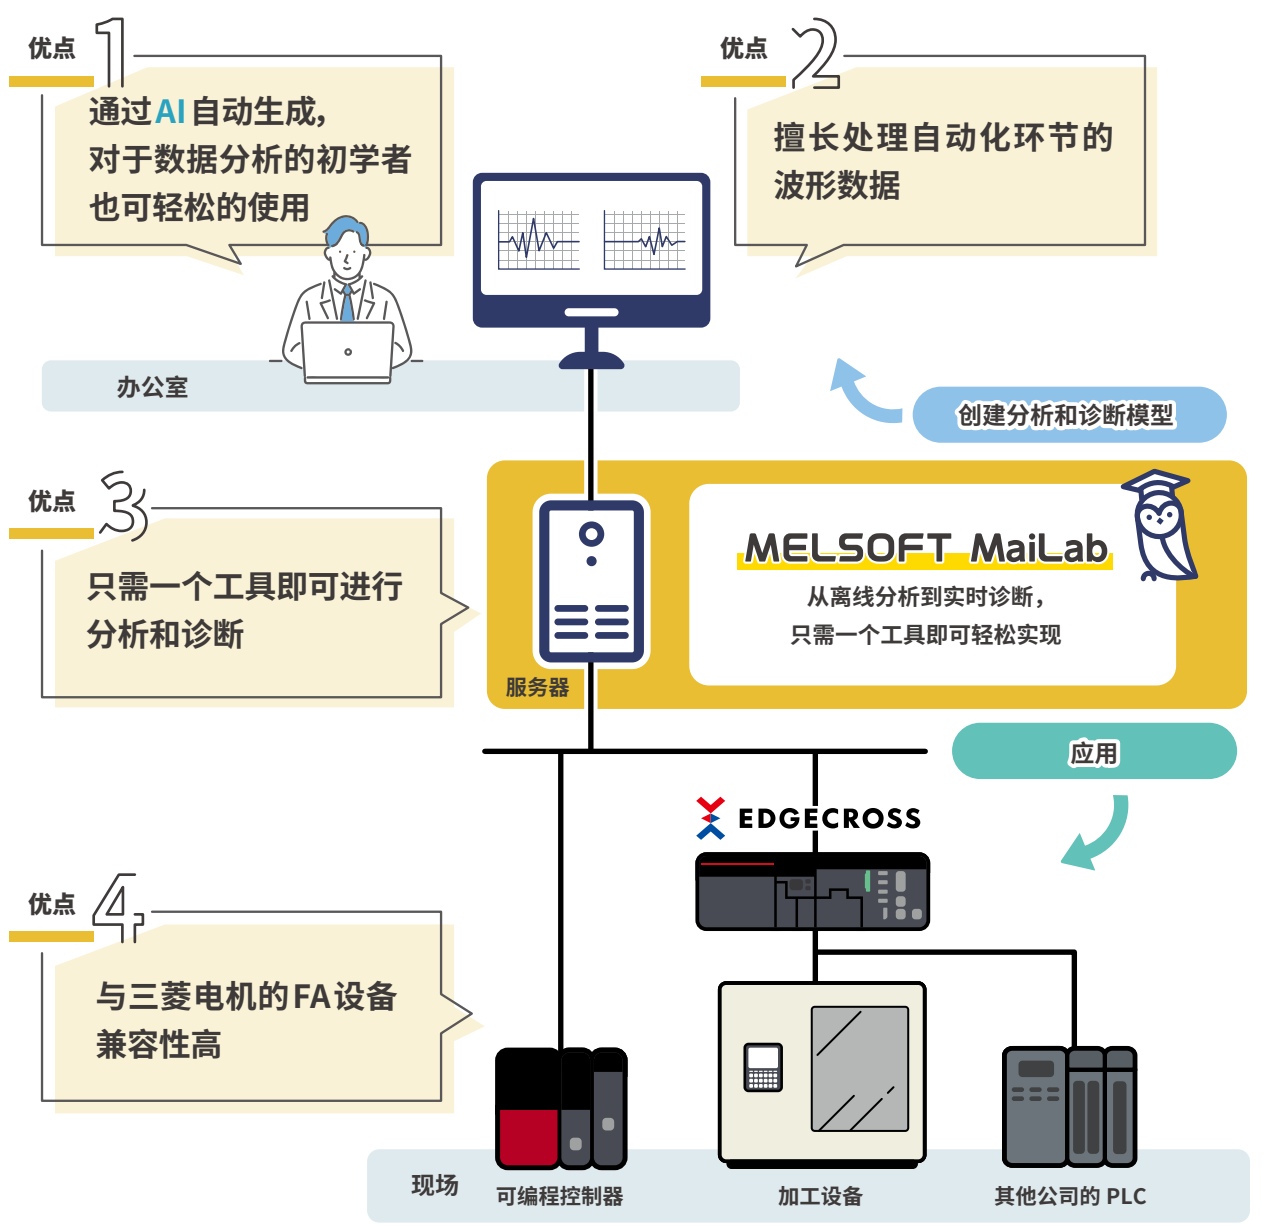 优点 1
通过AI自动生成，
对于数据分析的初学者
也可轻松的使用
优点 2
擅长处理自动化环节的
波形数据
办公室
创建分析和诊断模型
优点 3
只需一个工具即可进行
分析和诊断
MELSOFT MaiLab
从离线分析到实时诊断，
只需一个工具即可轻松实现
服务器
应用
EDGECROSS
优点 4
与三菱电机的FA设备
兼容性高
现场
可编程控制器
加工设备
其他公司的 PLC